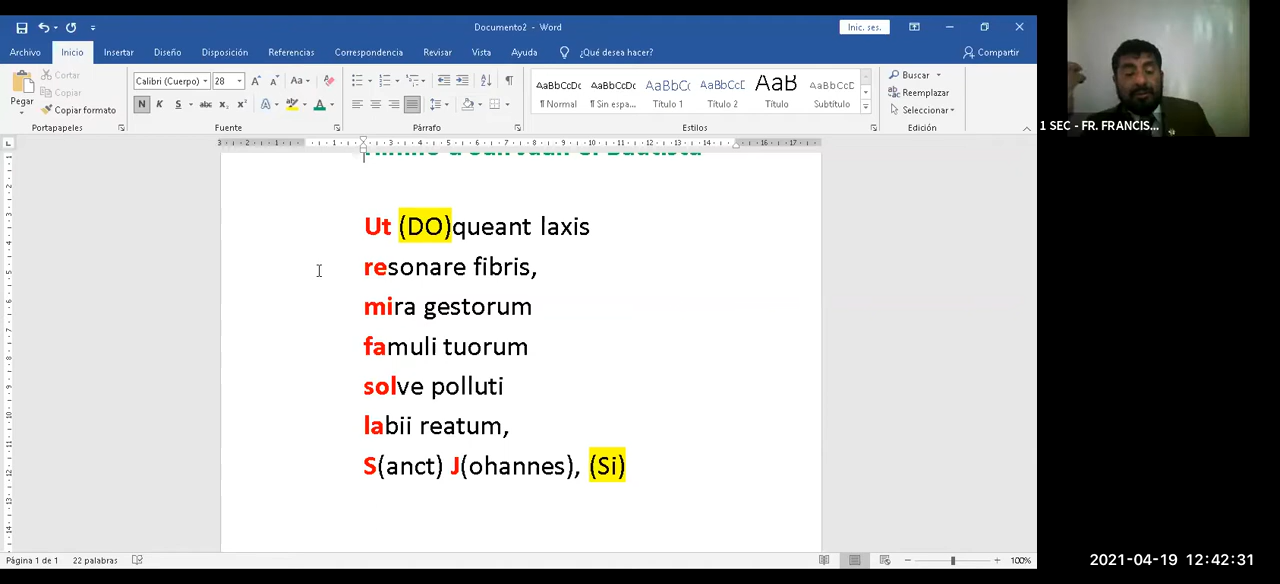 Documento2 - Word
Inic. ses.
Archivo Inicio Insertar Diseño Disposición Referencias Correspondencia Revisar Vista Ayuda ¿Qué desea hacer? Compartir
Pegar
Cortar
Copiar
Copiar formato
Portapapeles
Calibri (Cuerpo) 28
N K S abc x₂ x²
Fuente
Párrafo
AaBbCcDc AaBbCcDc AaBbCc AaBbCcD AaB AaBbCcD
¶ Normal ¶ Sin espa... Título 1 Título 2 Título Subtítulo
Estilos
Buscar
Reemplazar
Seleccionar
Edición
1 SEC - FR. FRANCIS...
Ut (DO)queant laxis
resonare fibris,
mira gestorum
famuli tuorum
solve polluti
labii reatum,
S(anct) J(ohannes), (Si)
Página 1 de 1 22 palabras
100%
2021-04-19 12:42:31